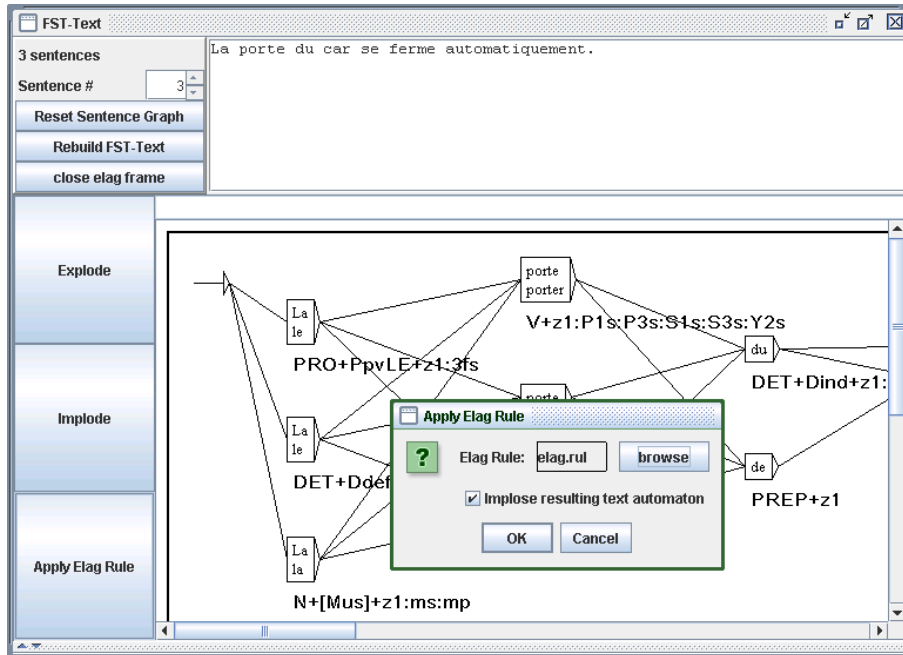 FST-Text
3 sentences
Sentence # 3
Reset Sentence Graph
Rebuild FST-Text
close elag frame
La porte du car se ferme automatiquement.
Explode
Implode
Apply Elag Rule
La
le
PRO+PpvLE+z1:3fs
La
le
DET+Ddef
La
la
N+[Mus]+z1:ms:mp
porte
porter
V+z1:P1s:P3s:S1s:S3s:Y2s
porte
du
DET+Dind+z1:
de
PREP+z1
Apply Elag Rule
Elag Rule: elag.rul browse
Implose resulting text automaton
OK Cancel